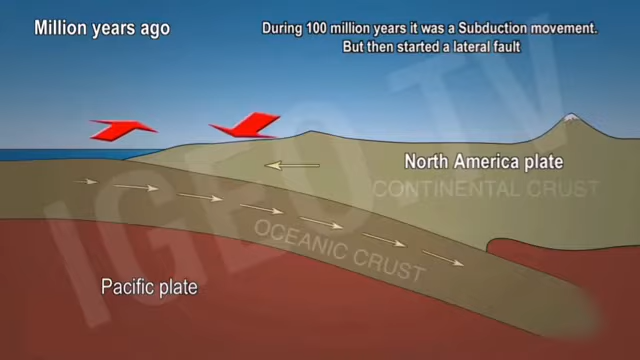 Million years ago
During 100 million years it was a Subduction movement.
But then started a lateral fault
North America plate
CONTINENTAL CRUST
OCEANIC CRUST
Pacific plate
IGEO.TV